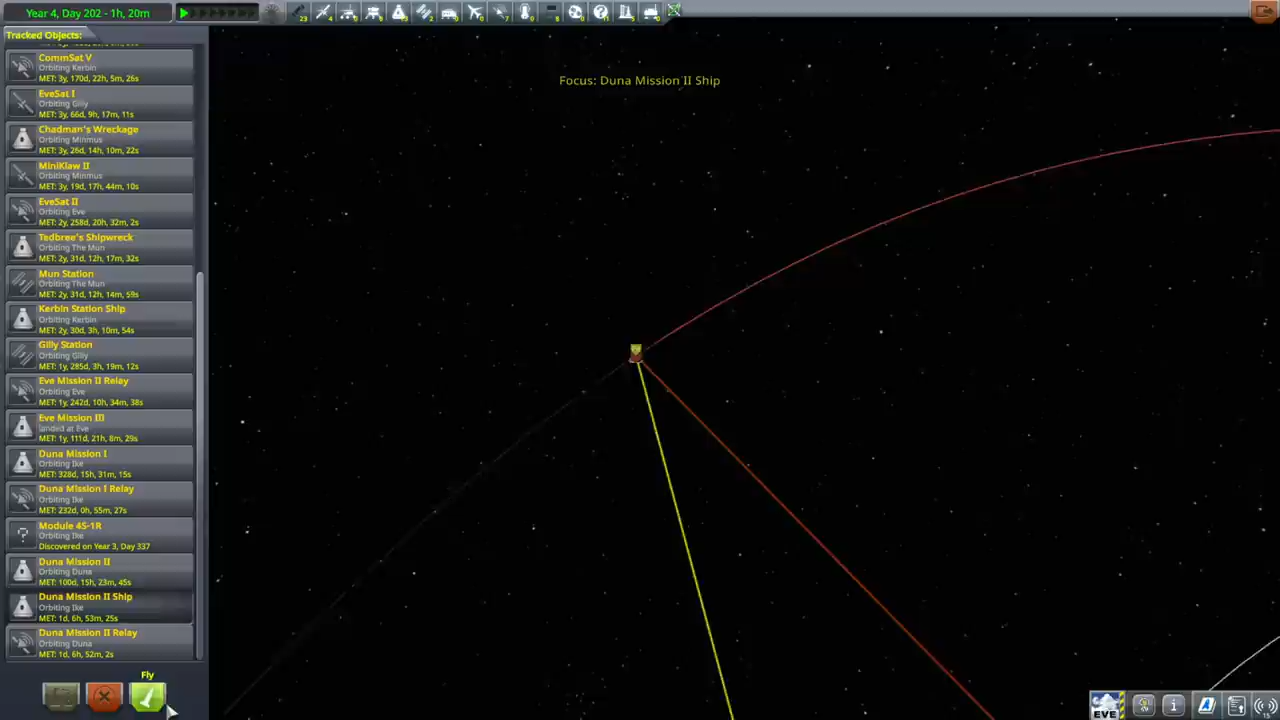 Year 4, Day 202 - 1h, 20m
Tracked Objects:
Focus: Duna Mission II Ship
CommSat V
Orbiting Kerbin
MET: 3y, 170d, 22h, 5m, 26s
EveSat I
Orbiting Gilly
MET: 3y, 66d, 9h, 17m, 11s
Chadman's Wreckage
Orbiting Minmus
MET: 3y, 26d, 14h, 10m, 22s
MiniKlaw II
Orbiting Minmus
MET: 3y, 19d, 17h, 44m, 10s
EveSat II
Orbiting Eve
MET: 2y, 258d, 20h, 32m, 2s
Tedbree's Shipwreck
Orbiting The Mun
MET: 2y, 31d, 12h, 17m, 32s
Mun Station
Orbiting The Mun
MET: 2y, 31d, 12h, 14m, 59s
Kerbin Station Ship
Orbiting Kerbin
MET: 2y, 30d, 3h, 10m, 54s
Gilly Station
Orbiting Gilly
MET: 1y, 285d, 3h, 19m, 12s
Eve Mission II Relay
Orbiting Eve
MET: 1y, 242d, 10h, 34m, 38s
Eve Mission III
landed at Eve
MET: 1y, 111d, 21h, 8m, 29s
Duna Mission I
Orbiting Ike
MET: 328d, 15h, 31m, 15s
Duna Mission I Relay
Orbiting Ike
MET: 232d, 0h, 55m, 27s
Module 4S-1R
Orbiting Ike
Discovered on Year 3, Day 337
Duna Mission II
Orbiting Duna
MET: 100d, 15h, 23m, 45s
Duna Mission II Ship
Orbiting Ike
MET: 1d, 6h, 53m, 25s
Duna Mission II Relay
Orbiting Duna
MET: 1d, 6h, 52m, 2s
Fly
EVE